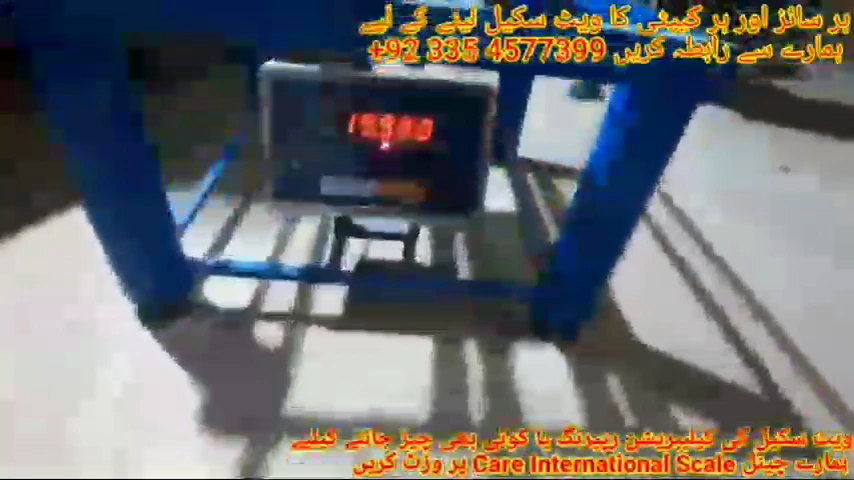 ہر سائز اور ہر کپیسٹی کا ویٹ سکیل لینے کے لیے
ہمارے سے رابطہ کریں +92 335 4577399
ویٹ سکیل کی کیلیبریشن ریپرنگ یا کوئی بھی چیز جاننے کیلئے
ہمارے چینل Care International Scale پر وزٹ کریں